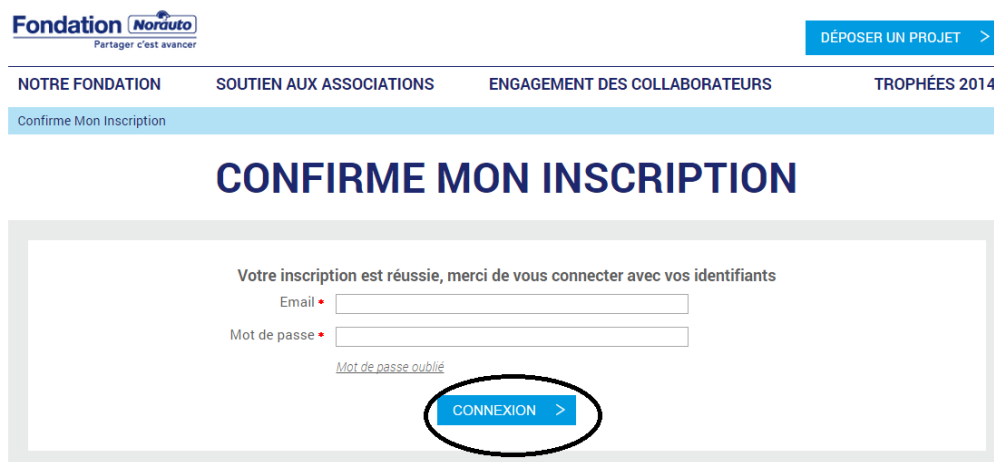 Fondation Norauto
Partager c'est avancer
DÉPOSER UN PROJET >
NOTRE FONDATION SOUTIEN AUX ASSOCIATIONS ENGAGEMENT DES COLLABORATEURS TROPHÉES 2014
Confirme Mon Inscription
CONFIRME MON INSCRIPTION
Votre inscription est réussie, merci de vous connecter avec vos identifiants
Email *
Mot de passe *
Mot de passe oublié
CONNEXION >